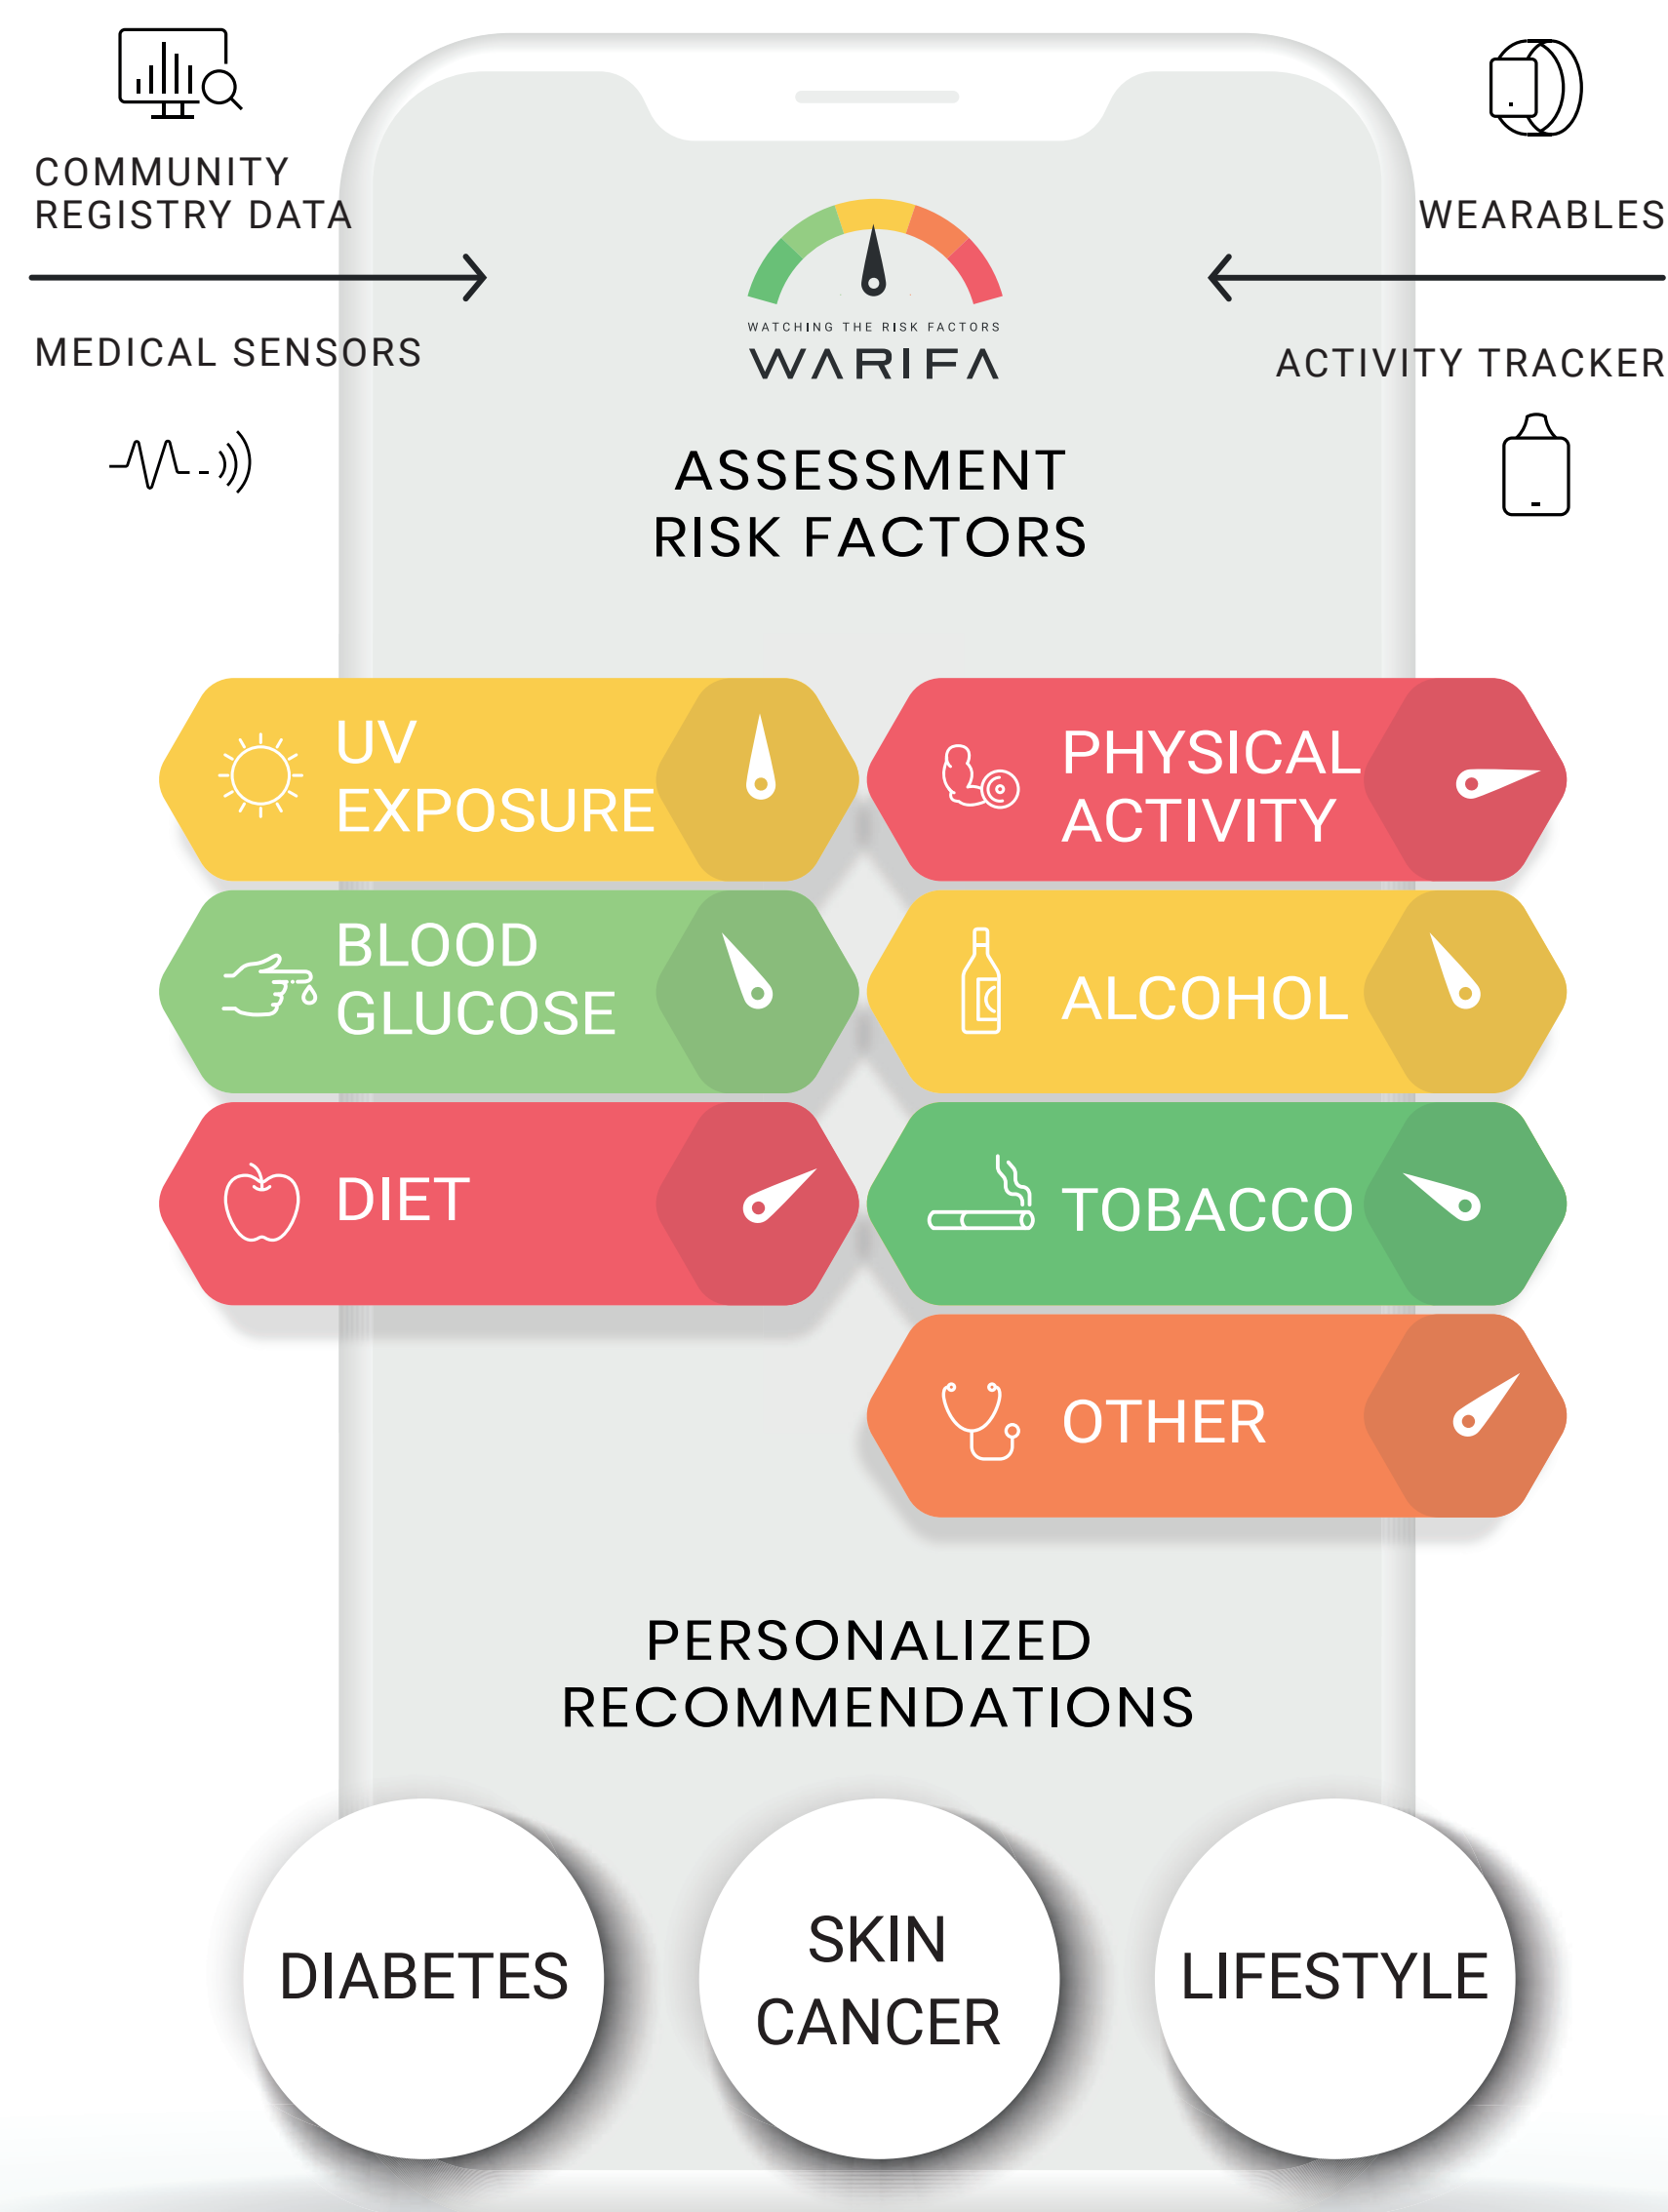 COMMUNITY
REGISTRY DATA
MEDICAL SENSORS
WEARABLES
ACTIVITY TRACKER
WATCHING THE RISK FACTORS
WARIFA
ASSESSMENT
RISK FACTORS
UV
EXPOSURE
PHYSICAL
ACTIVITY
BLOOD
GLUCOSE
ALCOHOL
DIET
TOBACCO
OTHER
PERSONALIZED
RECOMMENDATIONS
DIABETES
SKIN
CANCER
LIFESTYLE